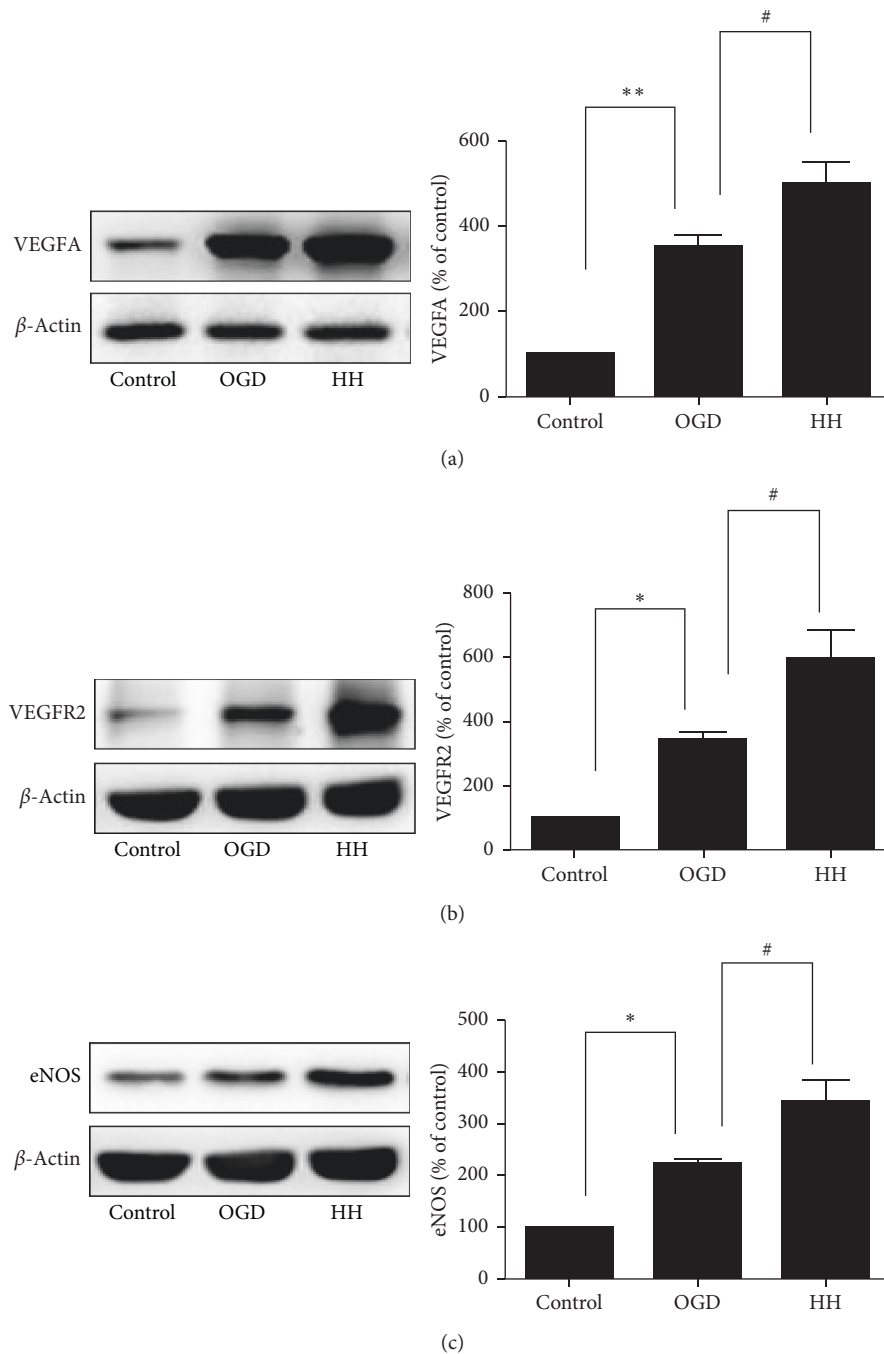 VEGFA
β-Actin
Control OGD HH
VEGFA (% of control)
600
400
200
0
**
#
Control OGD HH
(a)
VEGFR2
β-Actin
Control OGD HH
VEGFR2 (% of control)
800
600
400
200
0
*
#
Control OGD HH
(b)
eNOS
β-Actin
Control OGD HH
eNOS (% of control)
500
400
300
200
100
0
*
#
Control OGD HH
(c)